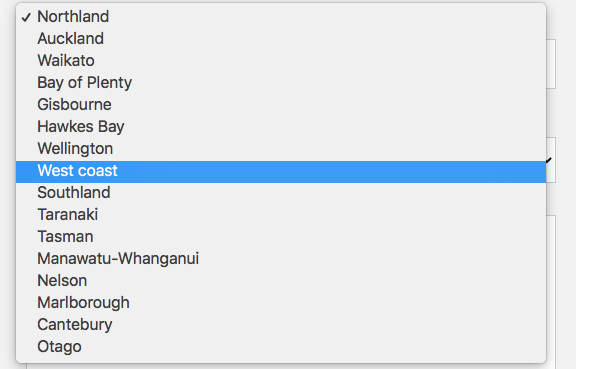 Northland
Auckland
Waikato
Bay of Plenty
Gisbourne
Hawkes Bay
Wellington
West coast
Southland
Taranaki
Tasman
Manawatu-Whanganui
Nelson
Marlborough
Cantebury
Otago